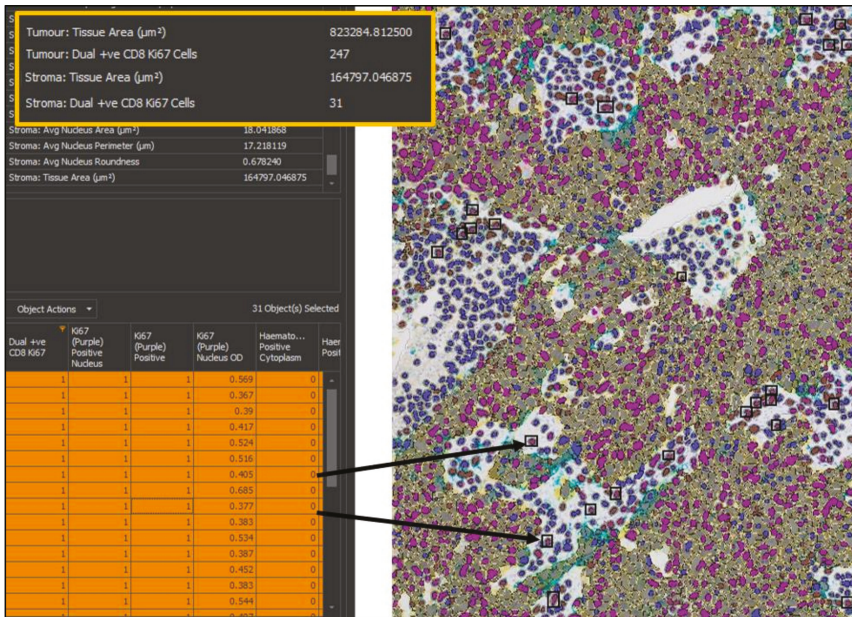 Tumour: Tissue Area (µm²) 823284.812500
Tumour: Dual +ve CD8 Ki67 Cells 247
Stroma: Tissue Area (µm²) 164797.046875
Stroma: Dual +ve CD8 Ki67 Cells 31
Stroma: Avg Nucleus Area (µm²) 18.041868
Stroma: Avg Nucleus Perimeter (µm) 17.218119
Stroma: Avg Nucleus Roundness 0.678240
Stroma: Tissue Area (µm²) 164797.046875
Object Actions 31 Object(s) Selected
Dual +ve CD8 Ki67 Ki67 (Purple) Positive Nucleus Ki67 (Purple) Positive Ki67 (Purple) Nucleus OD Haemato... Positive Cytoplasm Haer Posit
1 1 1 0.569 0
1 1 1 0.367 0
1 1 1 0.39 0
1 1 1 0.417 0
1 1 1 0.524 0
1 1 1 0.516 0
1 1 1 0.405 0
1 1 1 0.685 0
1 1 1 0.377 0
1 1 1 0.383 0
1 1 1 0.534 0
1 1 1 0.387 0
1 1 1 0.452 0
1 1 1 0.383 0
1 1 1 0.544 0